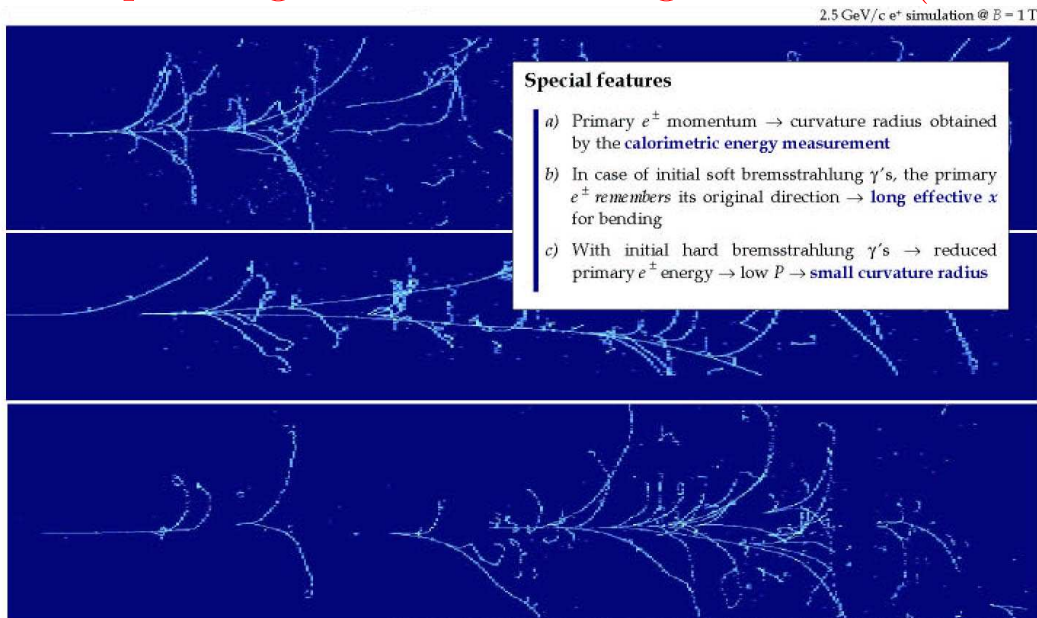 2.5 GeV/c e⁺ simulation @ B = 1 T
Special features
a) Primary e ± momentum → curvature radius obtained
by the calorimetric energy measurement
b) In case of initial soft bremsstrahlung γ's, the primary
e ± remembers its original direction → long effective x
for bending
c) With initial hard bremsstrahlung γ's → reduced
primary e ± energy → low P → small curvature radius